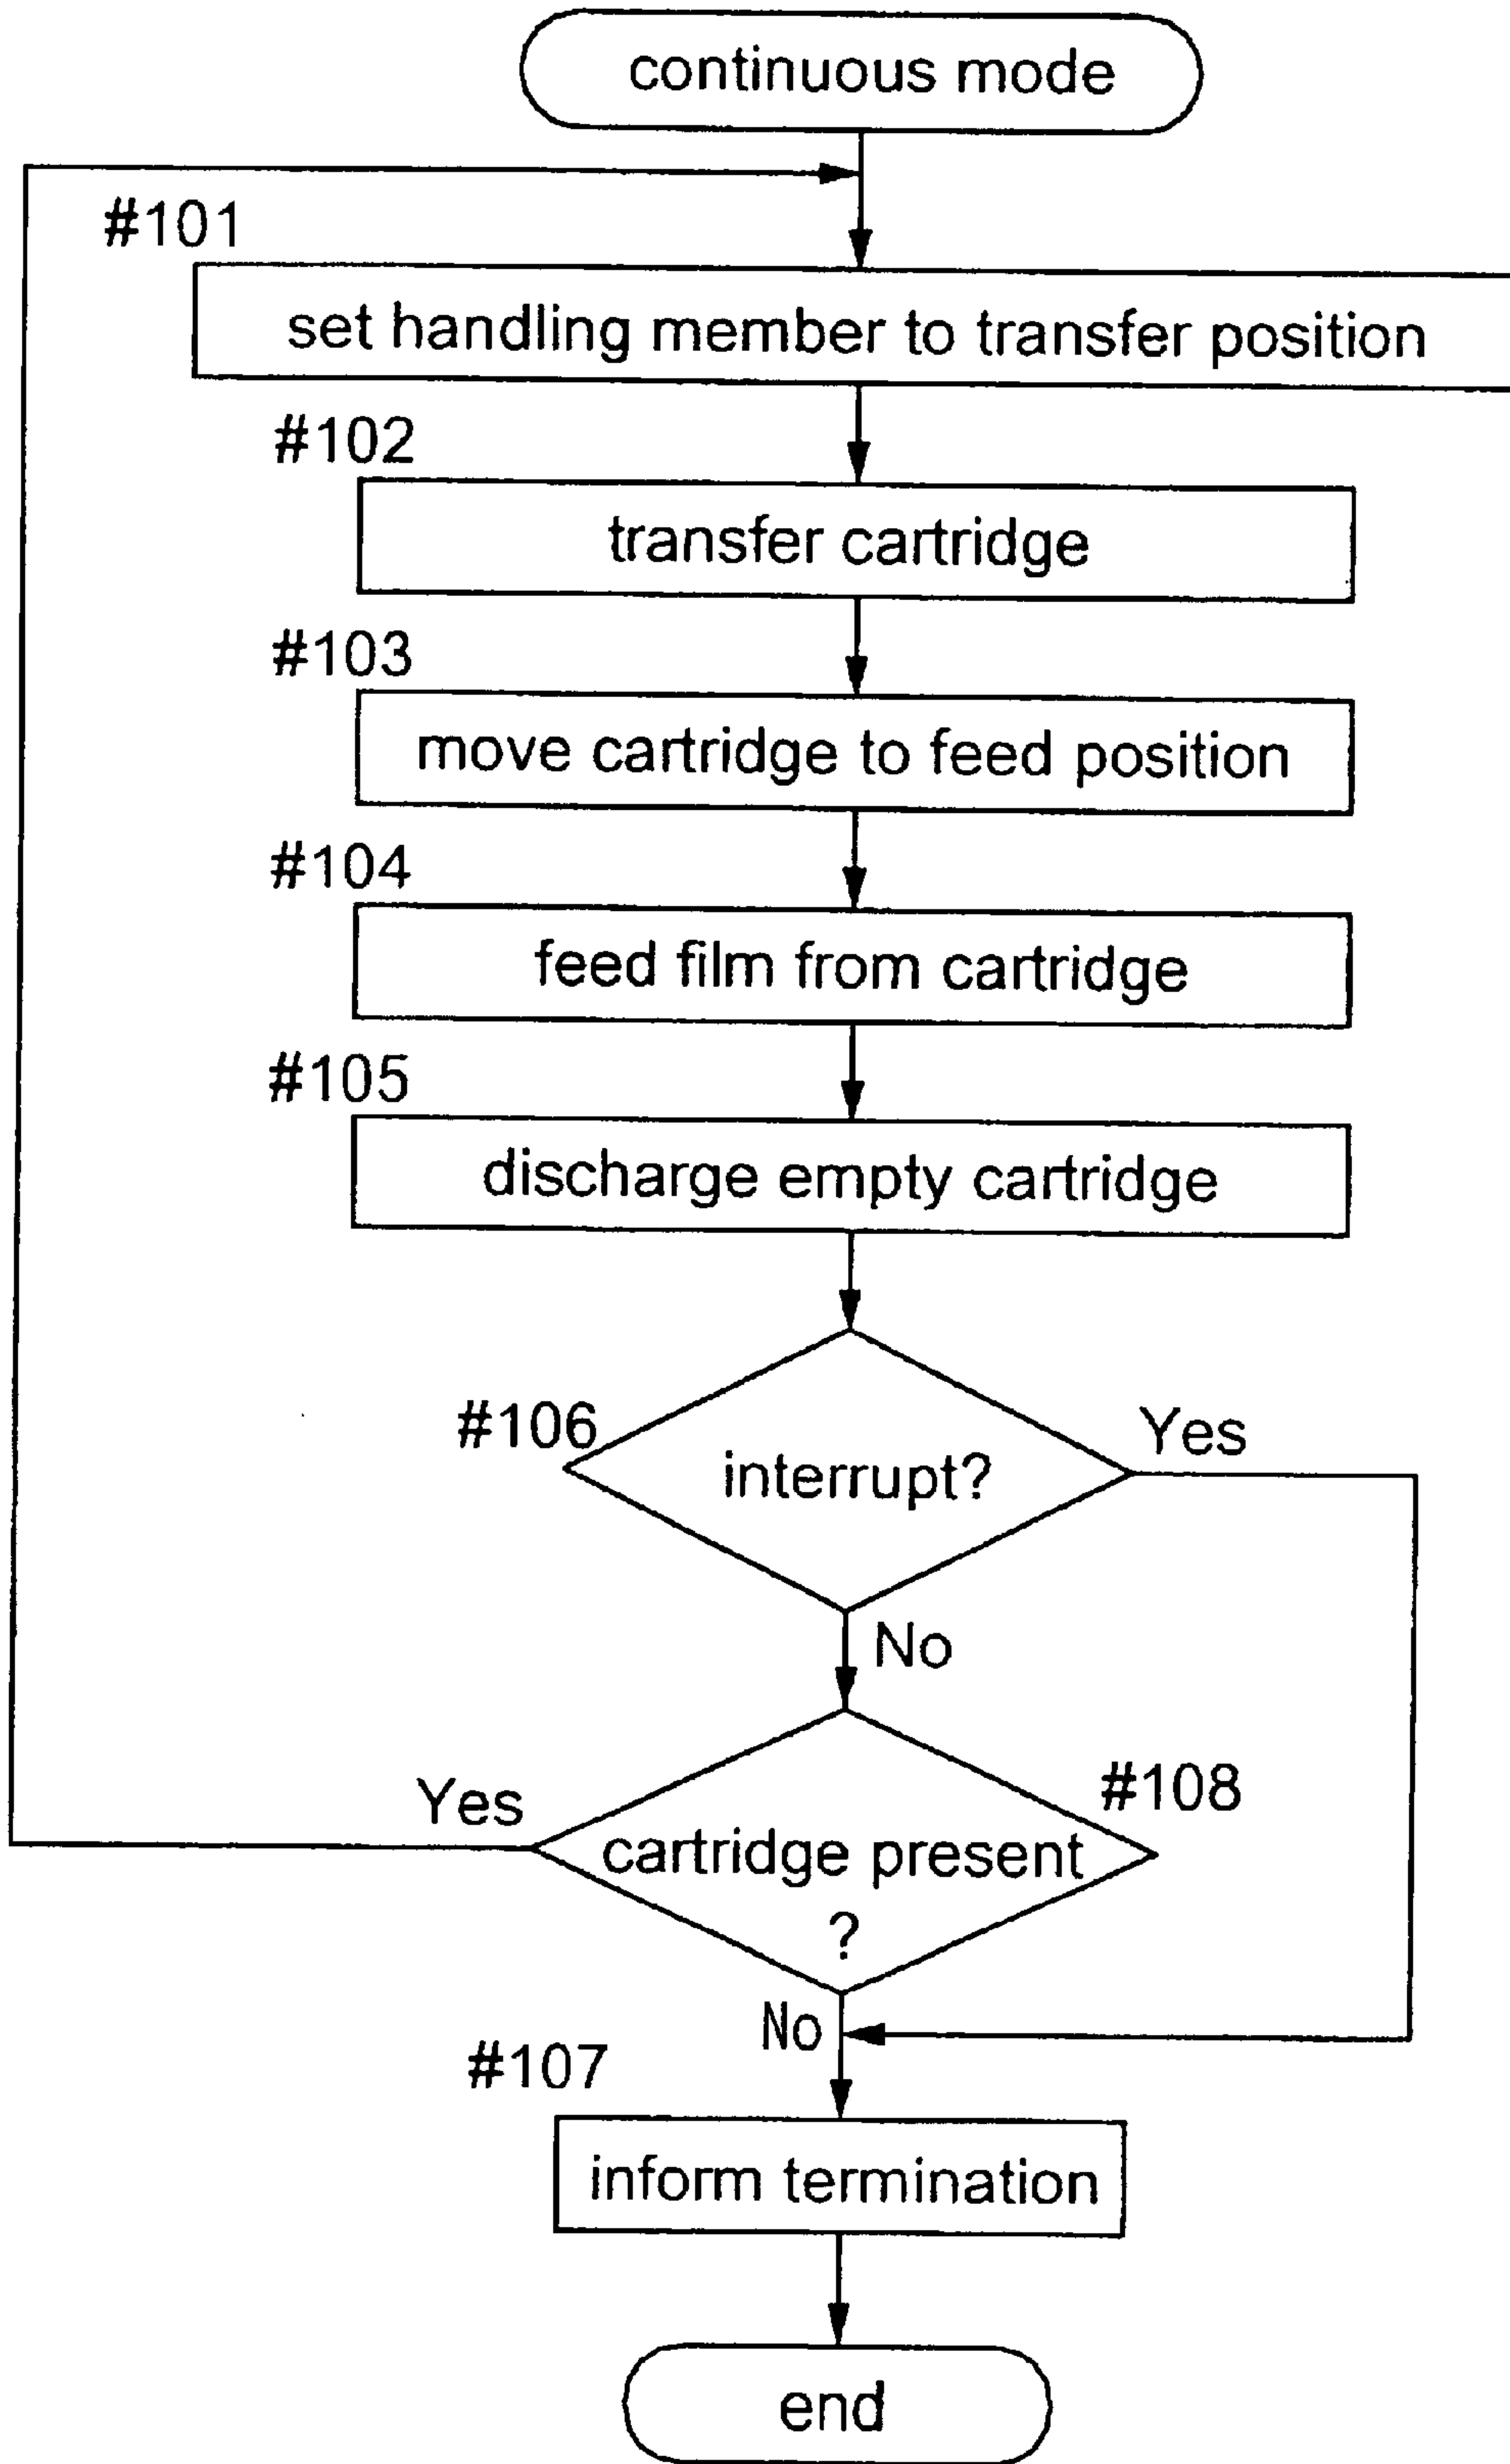 continuous mode
#101
set handling member to transfer position
#102
transfer cartridge
#103
move cartridge to feed position
#104
feed film from cartridge
#105
discharge empty cartridge
#106
interrupt?
Yes
No
#108
Yes
cartridge present
?
No
#107
inform termination
end